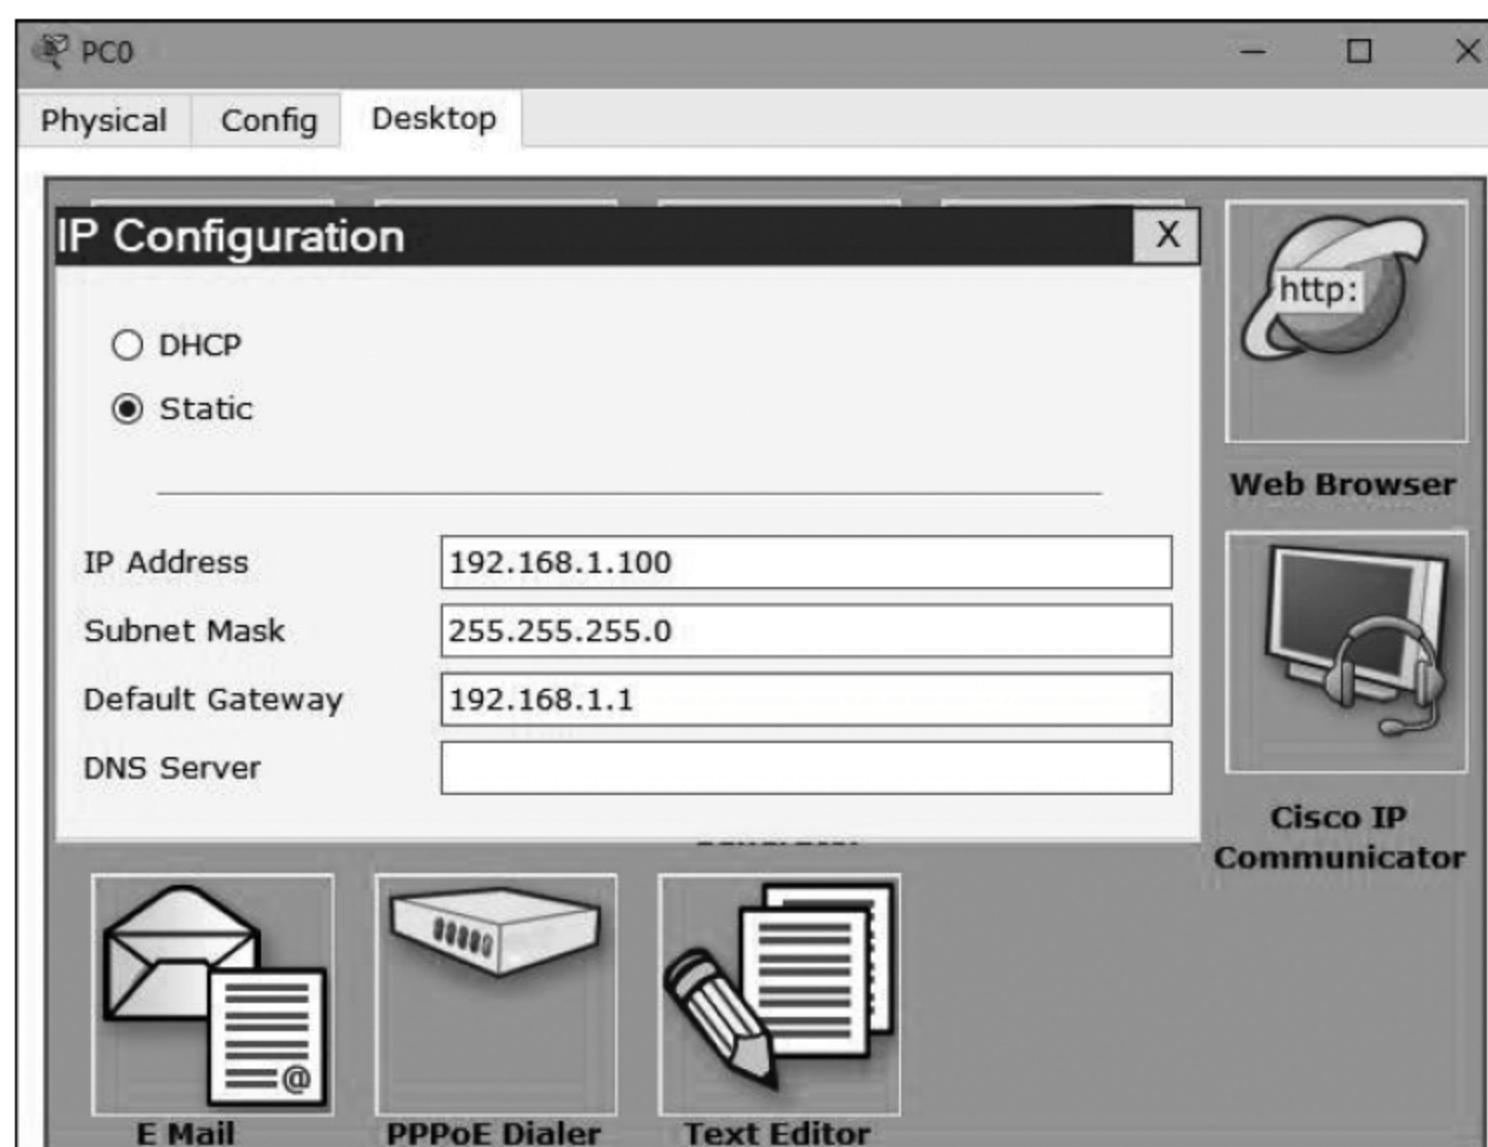 PC0
Physical Config Desktop
IP Configuration X
http:
DHCP
Static
Web Browser
IP Address 192.168.1.100
Subnet Mask 255.255.255.0
Default Gateway 192.168.1.1
DNS Server
Cisco IP
Communicator
@
E Mail PPPoE Dialer Text Editor